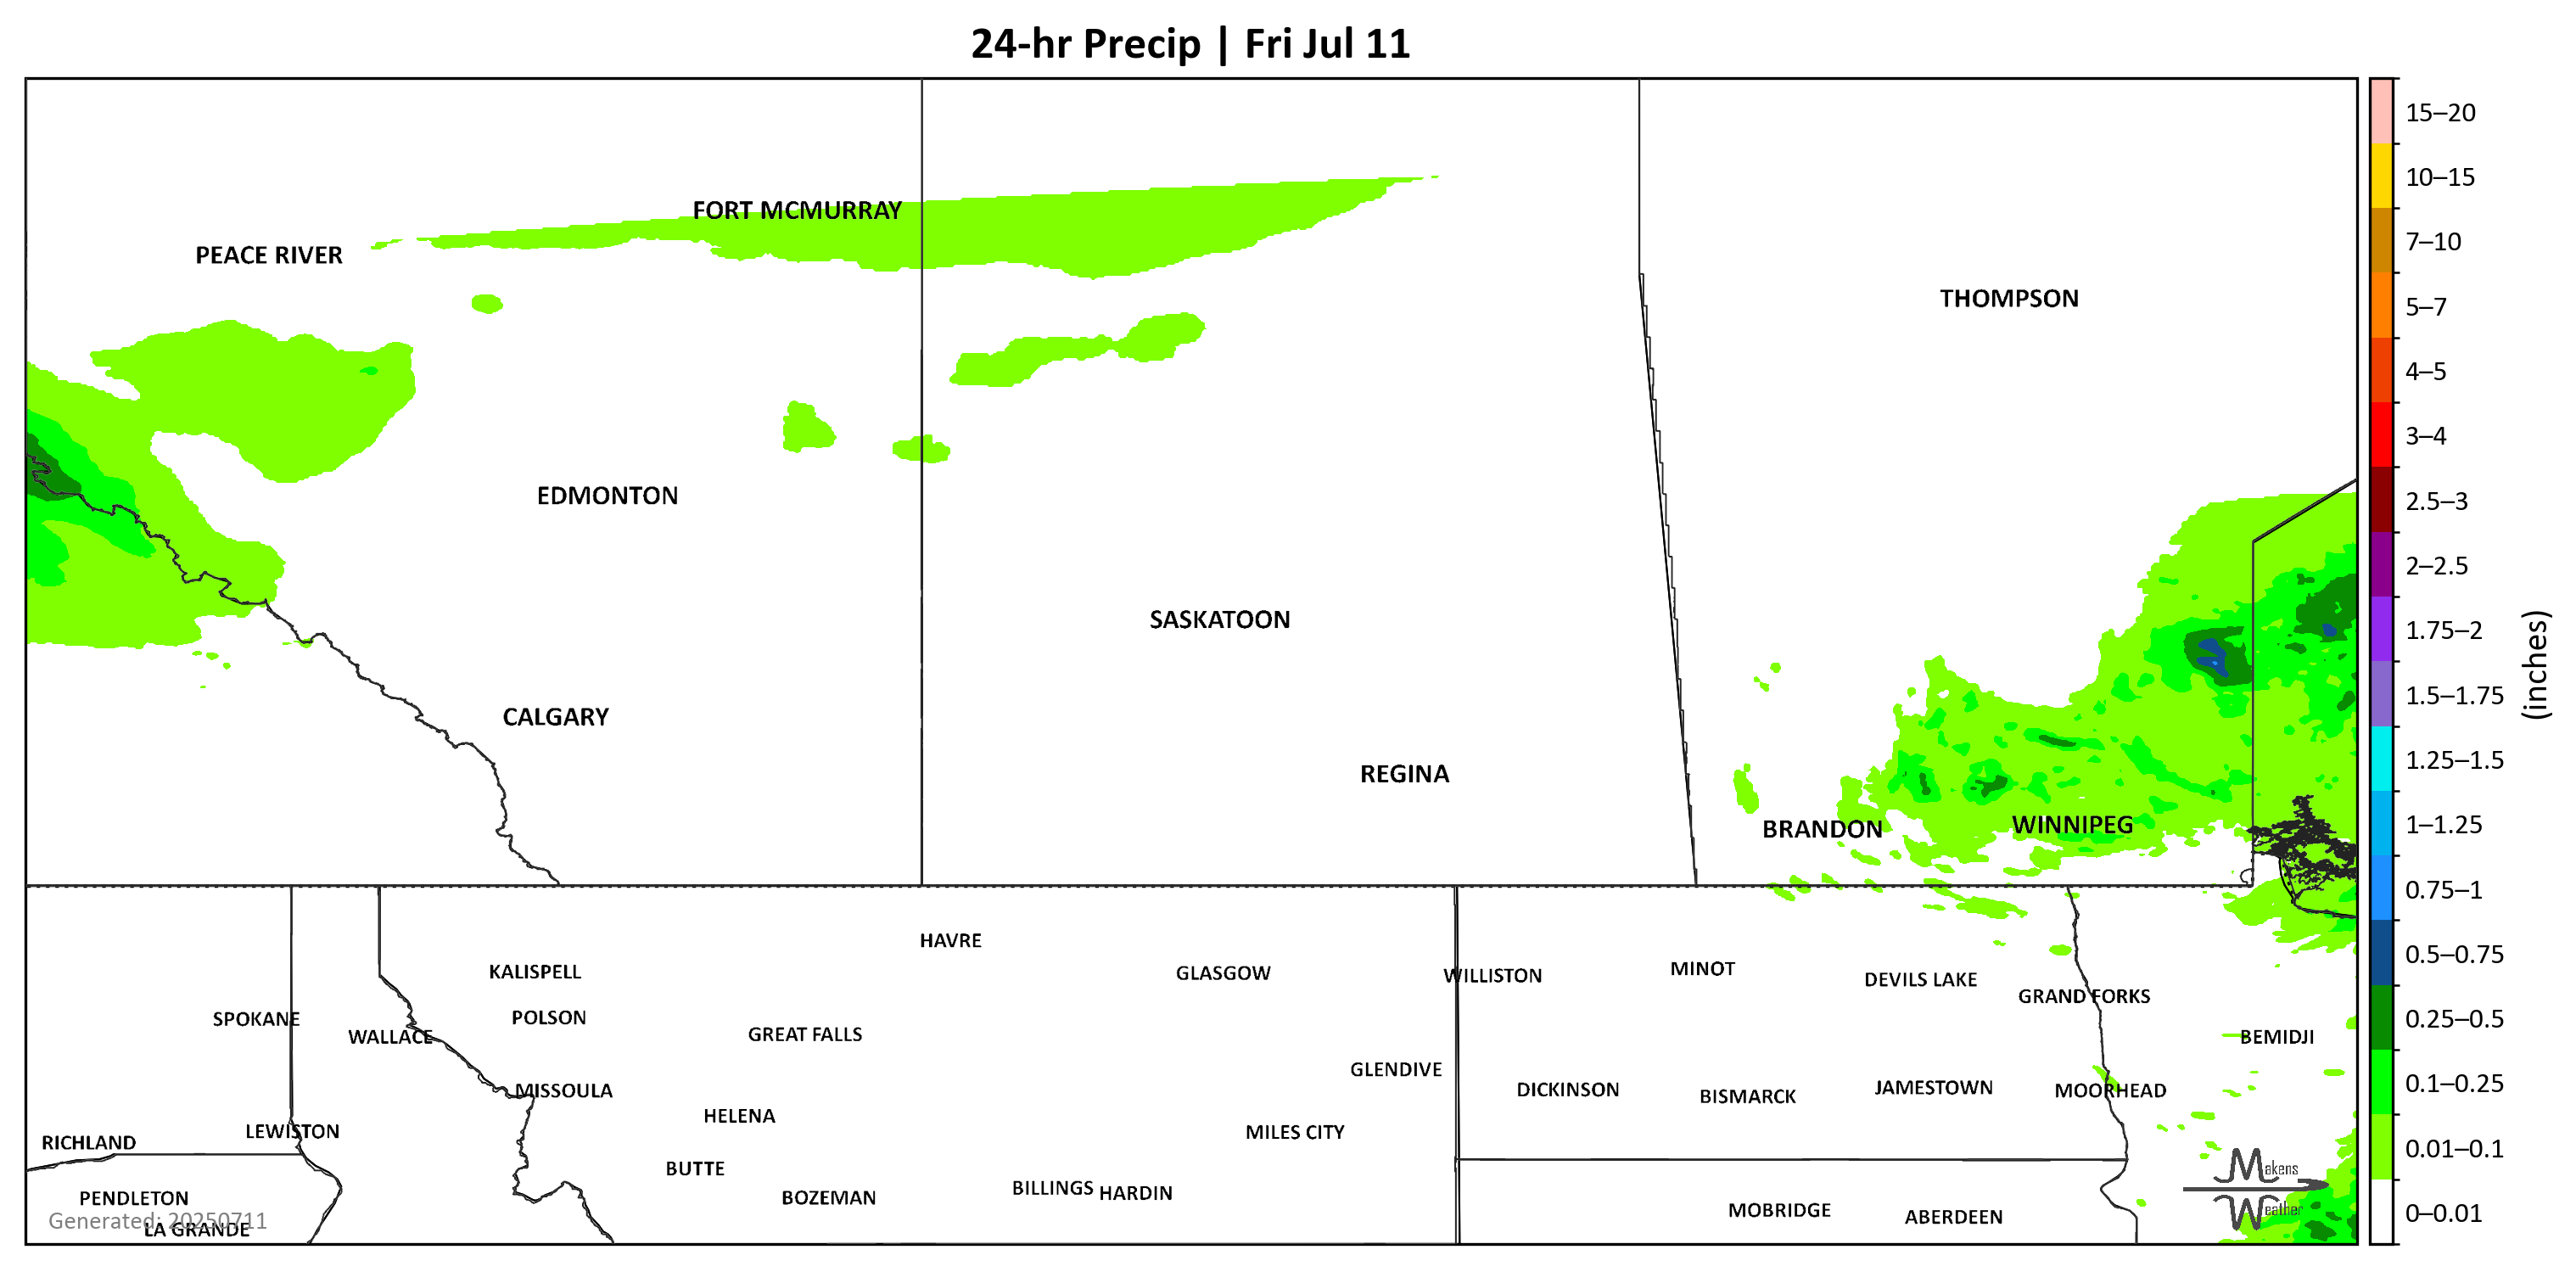 24-hr Precip | Fri Jul 11
FORT MCMURRAY
PEACE RIVER
THOMPSON
EDMONTON
SASKATOON
CALGARY
REGINA
BRANDON
WINNIPEG
HAVRE
KALISPELL
GLASGOW
WILLISTON
MINOT
DEVILS LAKE
GRAND FORKS
SPOKANE
WALLACE
POLSON
GREAT FALLS
BEMIDJI
GLENDIVE
MISSOULA
DICKINSON
BISMARCK
JAMESTOWN
MOORHEAD
HELENA
RICHLAND
LEWISTON
MILES CITY
BUTTE
PENDLETON
BOZEMAN
BILLINGS
HARDIN
MOBRIDGE
ABERDEEN
Generated: 20250711
LA GRANDE
Makens
Weather
15–20
10–15
7–10
5–7
4–5
3–4
2.5–3
2–2.5
1.75–2
1.5–1.75
1.25–1.5
1–1.25
0.75–1
0.5–0.75
0.25–0.5
0.1–0.25
0.01–0.1
0–0.01
(inches)